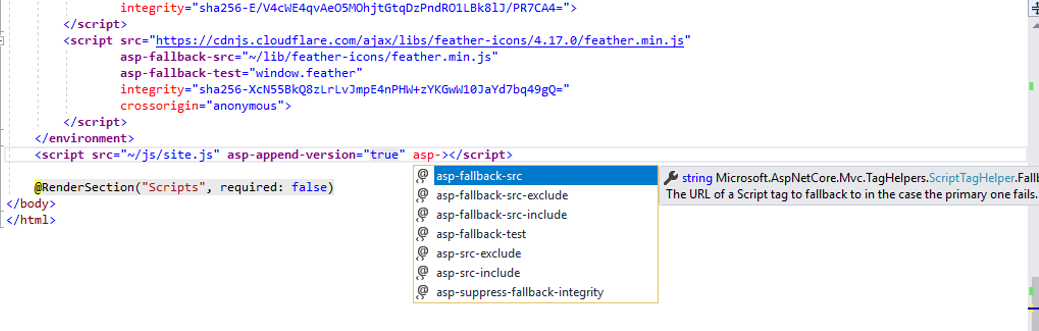 integrity="sha256-E/V4cWE4qvAeO5MOhjtGtqDzPndRO1LBk8lJ/PR7CA4=">
</script>
<script src="https://cdnjs.cloudflare.com/ajax/libs/feather-icons/4.17.0/feather.min.js"
asp-fallback-src="~/lib/feather-icons/feather.min.js"
asp-fallback-test="window.feather"
integrity="sha256-XcN55BkQ8zLrLvJmpE4nPHW+zYKGwW10JaYd7bq49gQ="
crossorigin="anonymous">
</script>
</environment>
<script src="~/js/site.js" asp-append-version="true" asp-></script>
asp-fallback-src
string Microsoft.AspNetCore.Mvc.TagHelpers.ScriptTagHelper.Fall
The URL of a Script tag to fallback to in the case the primary one fails.
asp-fallback-src-exclude
asp-fallback-src-include
asp-fallback-test
asp-src-exclude
asp-src-include
asp-suppress-fallback-integrity
@RenderSection("Scripts", required: false)
</body>
</html>